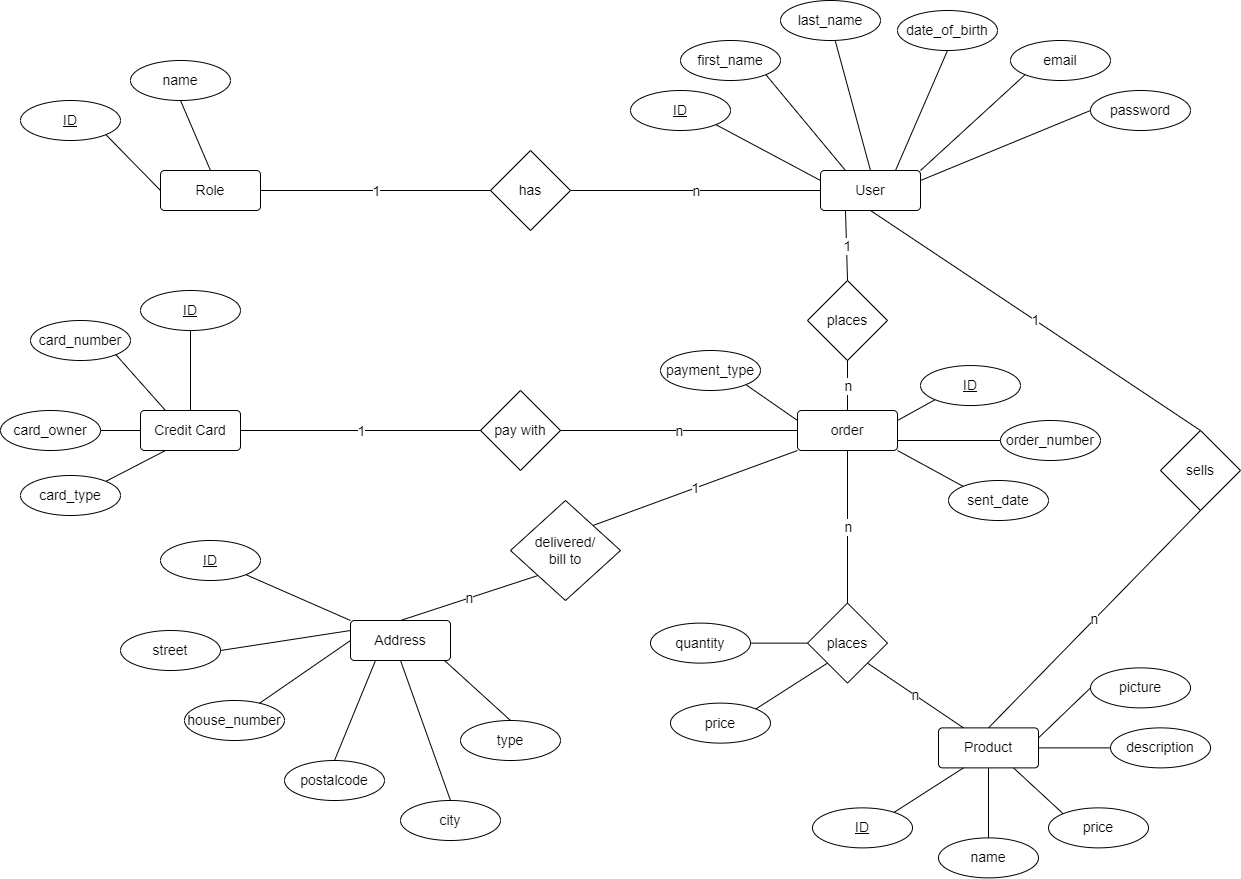 last_name
date_of_birth
first_name
email
name
ID
ID
password
Role
1
has
n
User
1
places
1
ID
card_number
payment_type
n
ID
card_owner
Credit Card
1
pay with
n
order
order_number
sells
card_type
1
sent_date
n
delivered/
bill to
ID
n
n
Address
street
quantity
places
picture
n
house_number
price
type
Product
description
postalcode
city
ID
price
name